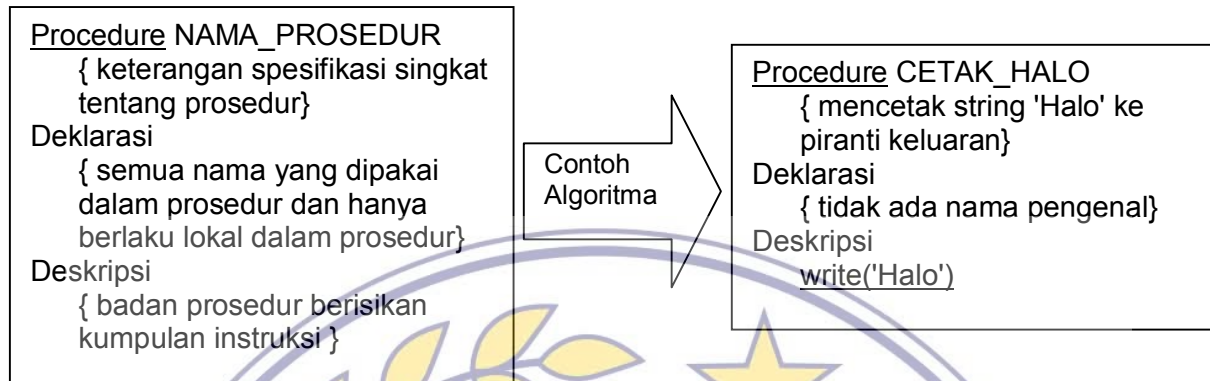 Procedure NAMA_PROSEDUR
{ keterangan spesifikasi singkat
tentang prosedur}
Deklarasi
{ semua nama yang dipakai
dalam prosedur dan hanya
berlaku lokal dalam prosedur}
Deskripsi
{ badan prosedur berisikan
kumpulan instruksi }
Contoh
Algoritma
Procedure CETAK_HALO
{ mencetak string 'Halo' ke
piranti keluaran}
Deklarasi
{ tidak ada nama pengenal}
Deskripsi
write('Halo')